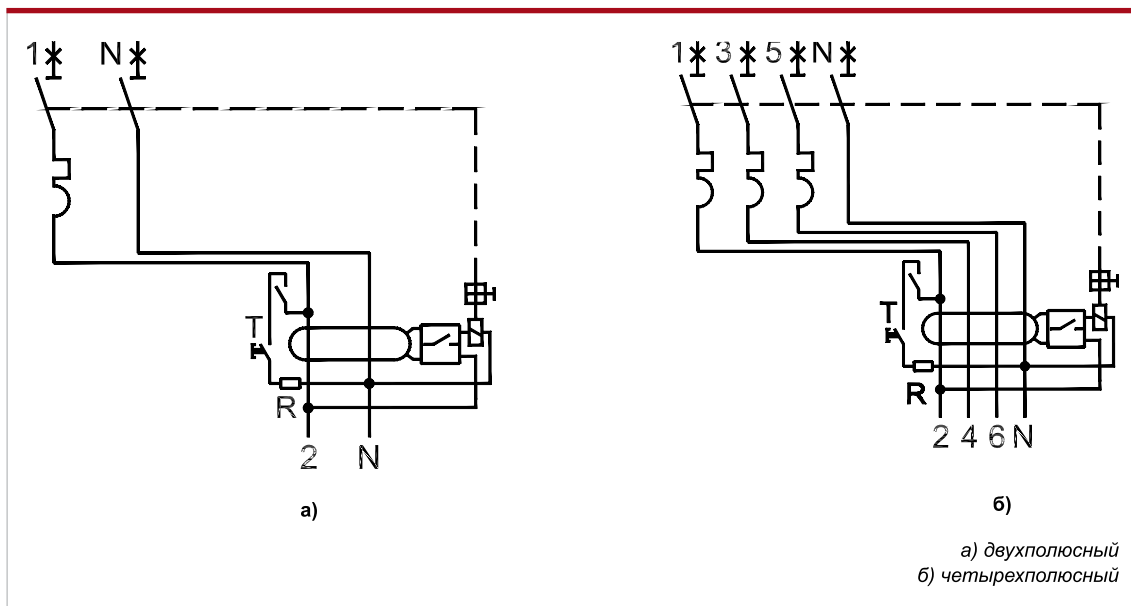 1 N 1 3 5 N
T T
R R
2 N 2 4 6 N
а) б)
а) двухполюсный
б) четырехполюсный